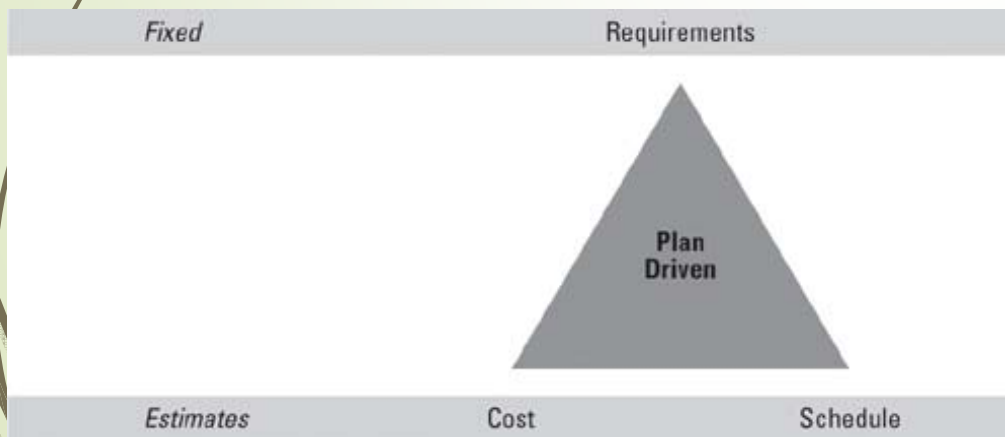 Fixed Requirements
Plan
Driven
Estimates Cost Schedule